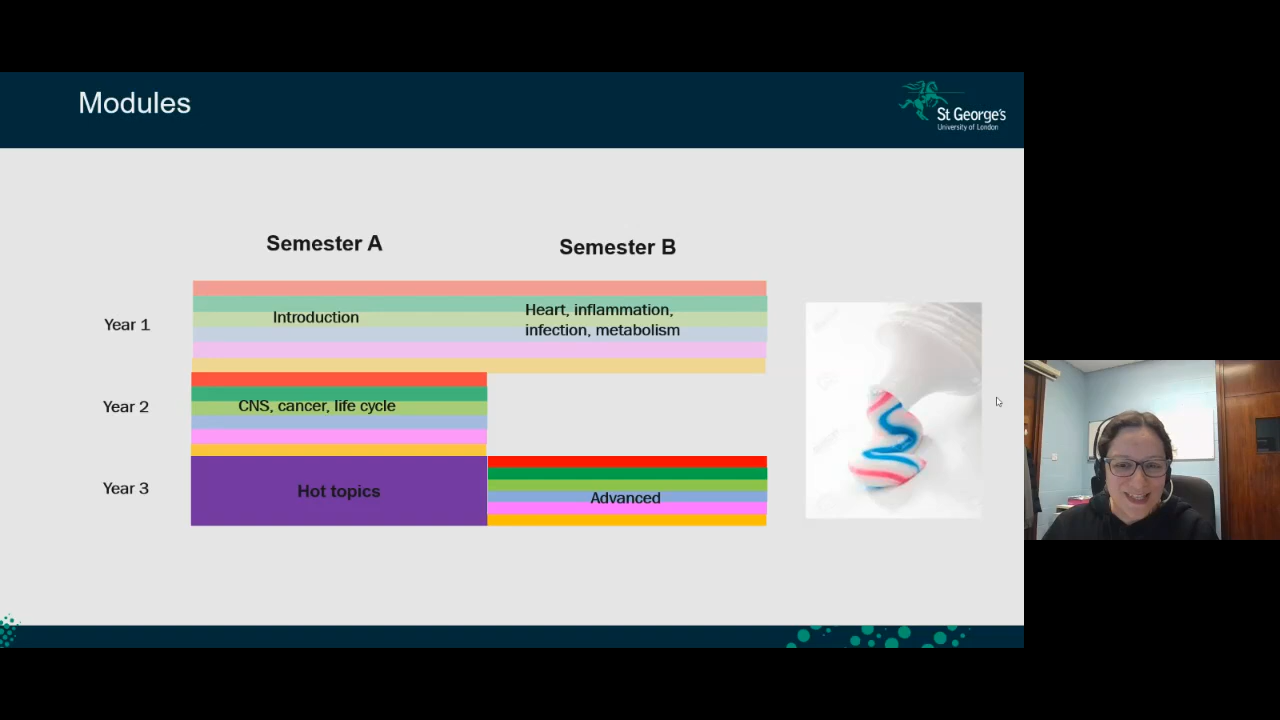 Modules
St George's
University of London
Semester A
Semester B
Year 1
Introduction
Heart, inflammation,
infection, metabolism
Year 2
CNS, cancer, life cycle
Year 3
Hot topics
Advanced